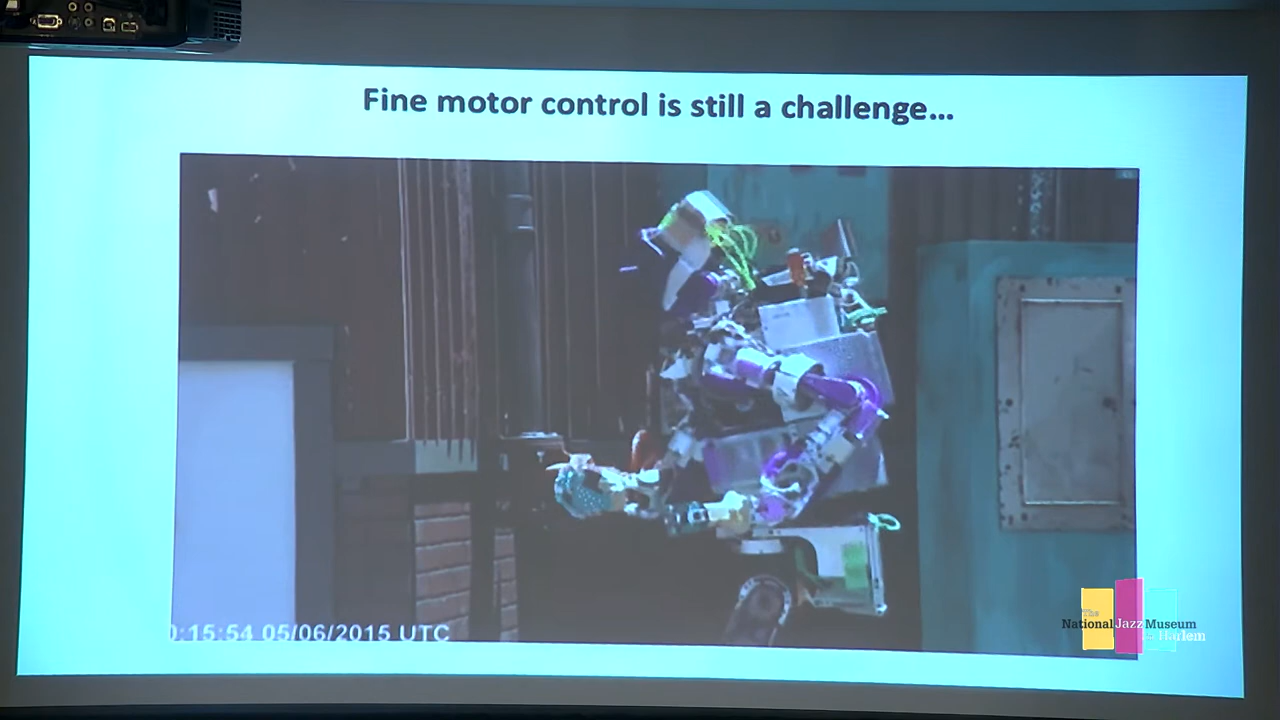 Fine motor control is still a challenge...
0:15:54 05/06/2015 UTC
The
National Jazz Museum
in Harlem